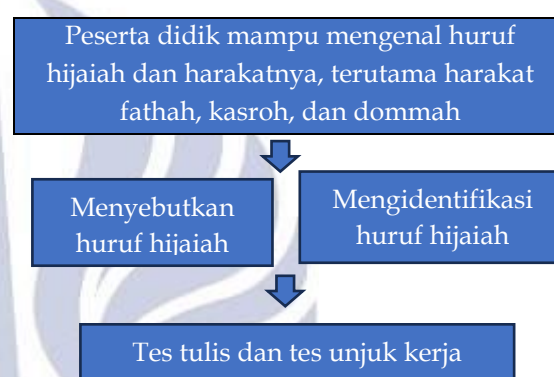 Peserta didik mampu mengenal huruf
hijaiah dan harakatnya, terutama harakat
fathah, kasroh, dan dommah
Menyebutkan
huruf hijaiah
Mengidentifikasi
huruf hijaiah
Tes tulis dan tes unjuk kerja